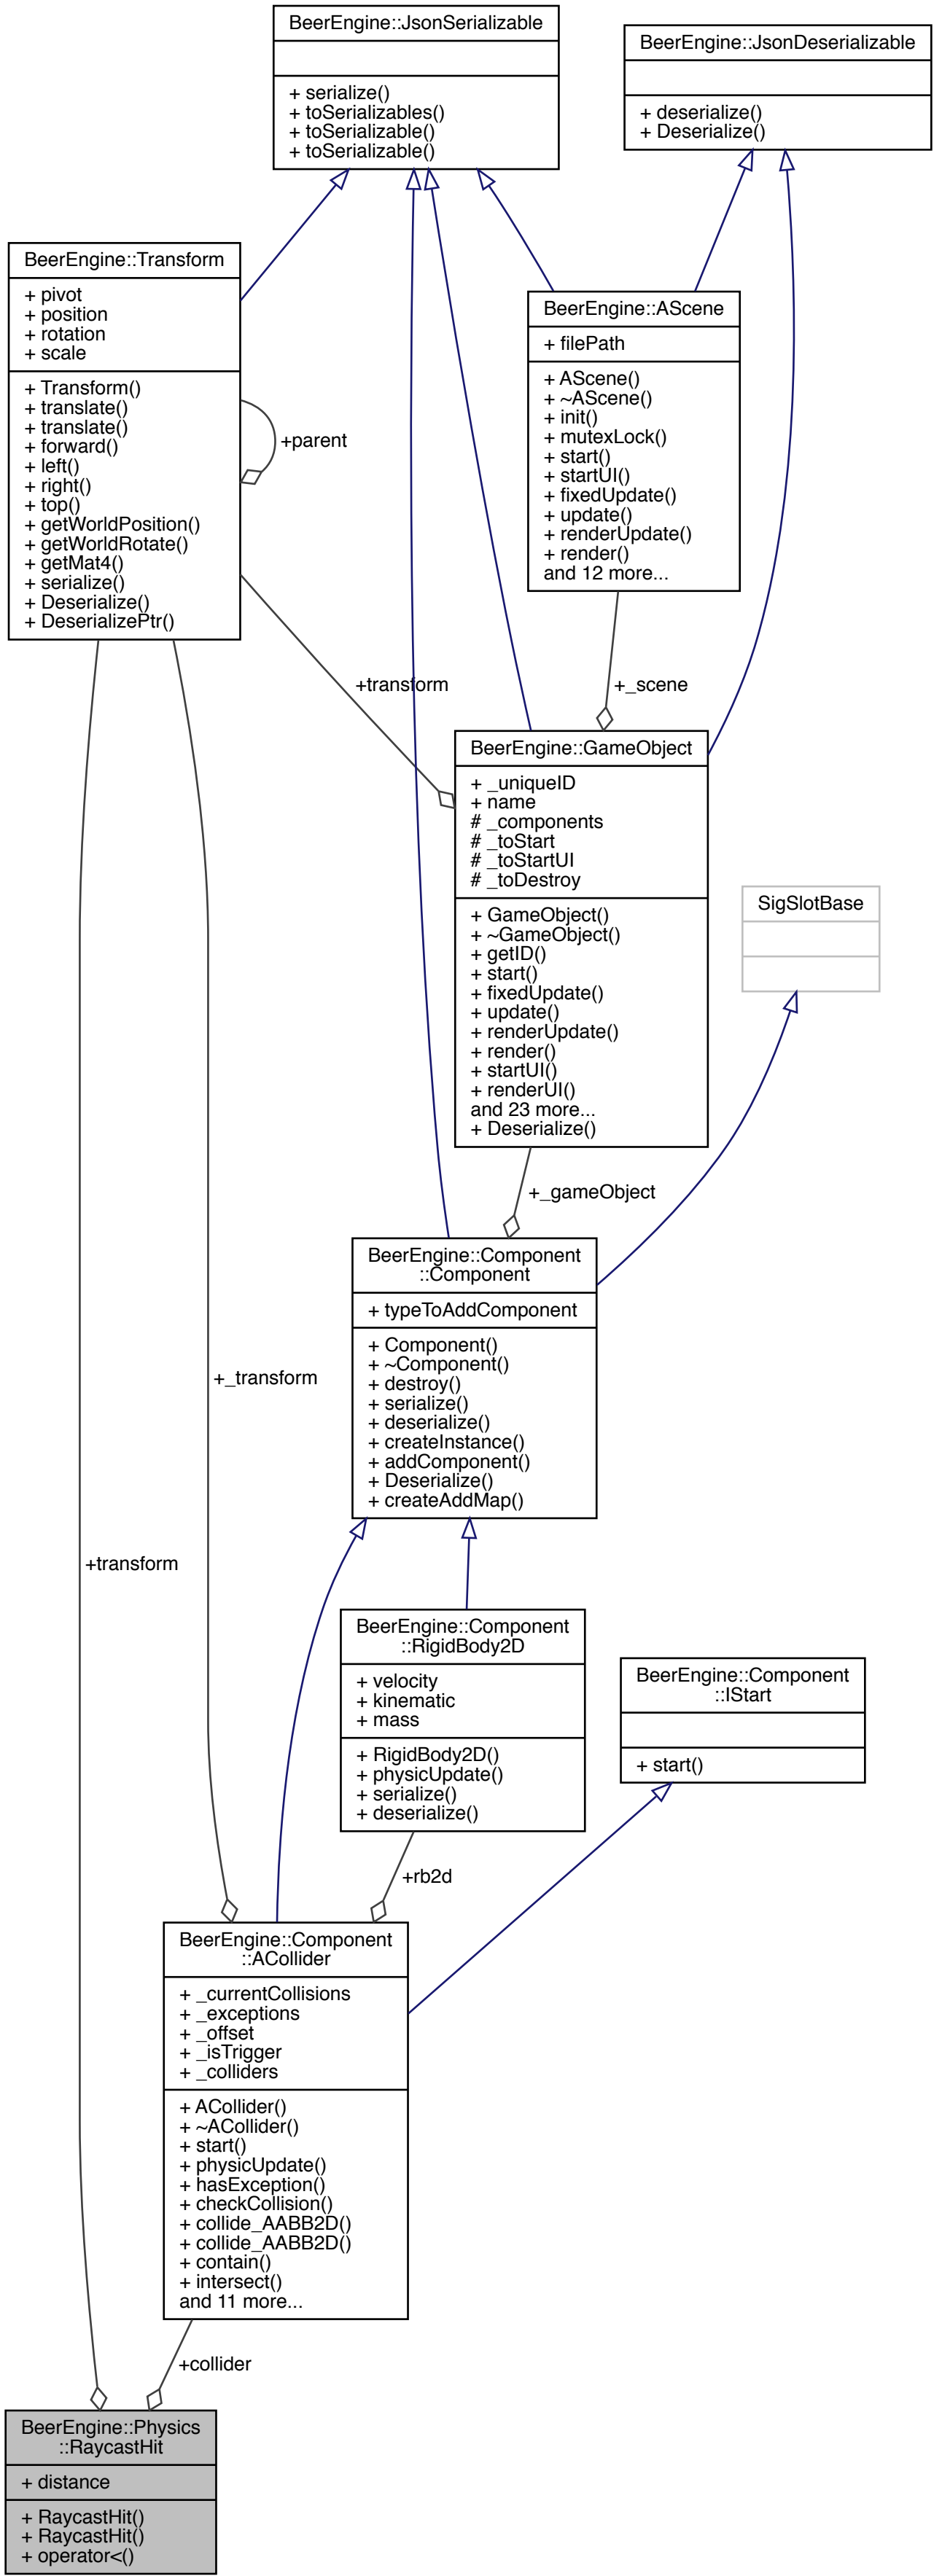 BeerEngine::JsonSerializable
+ serialize()
+ toSerializables()
+ toSerializable()
+ toSerializable()
BeerEngine::JsonDeserializable
+ deserialize()
+ Deserialize()
BeerEngine::Transform
+ pivot
+ position
+ rotation
+ scale
+ Transform()
+ translate()
+ translate()
+ forward()
+ left()
+ right()
+ top()
+ getWorldPosition()
+ getWorldRotate()
+ getMat4()
+ serialize()
+ Deserialize()
+ DeserializePtr()
+parent
BeerEngine::AScene
+ filePath
+ AScene()
+ ~AScene()
+ init()
+ mutexLock()
+ start()
+ startUI()
+ fixedUpdate()
+ update()
+ renderUpdate()
+ render()
and 12 more...
+transform
+_scene
BeerEngine::GameObject
+ _uniqueID
+ name
# _components
# _toStart
# _toStartUI
# _toDestroy
+ GameObject()
+ ~GameObject()
+ getID()
+ start()
+ fixedUpdate()
+ update()
+ renderUpdate()
+ render()
+ startUI()
+ renderUI()
and 23 more...
+ Deserialize()
SigSlotBase
+_gameObject
BeerEngine::Component
::Component
+ typeToAddComponent
+ Component()
+ ~Component()
+ destroy()
+ serialize()
+ deserialize()
+ createInstance()
+ addComponent()
+ Deserialize()
+ createAddMap()
+_transform
+transform
BeerEngine::Component
::RigidBody2D
+ velocity
+ kinematic
+ mass
+ RigidBody2D()
+ physicUpdate()
+ serialize()
+ deserialize()
BeerEngine::Component
::IStart
+ start()
+rb2d
BeerEngine::Component
::ACollider
+ _currentCollisions
+ _exceptions
+ _offset
+ _isTrigger
+ _colliders
+ ACollider()
+ ~ACollider()
+ start()
+ physicUpdate()
+ hasException()
+ checkCollision()
+ collide_AABB2D()
+ collide_AABB2D()
+ contain()
+ intersect()
and 11 more...
+collider
BeerEngine::Physics
::RaycastHit
+ distance
+ RaycastHit()
+ RaycastHit()
+ operator<()